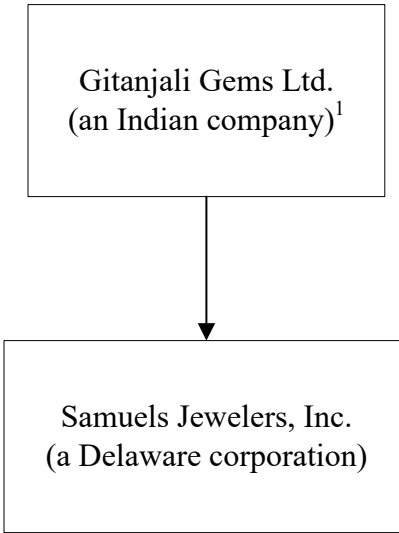 Gitanjali Gems Ltd.
(an Indian company)¹
Samuels Jewelers, Inc.
(a Delaware corporation)